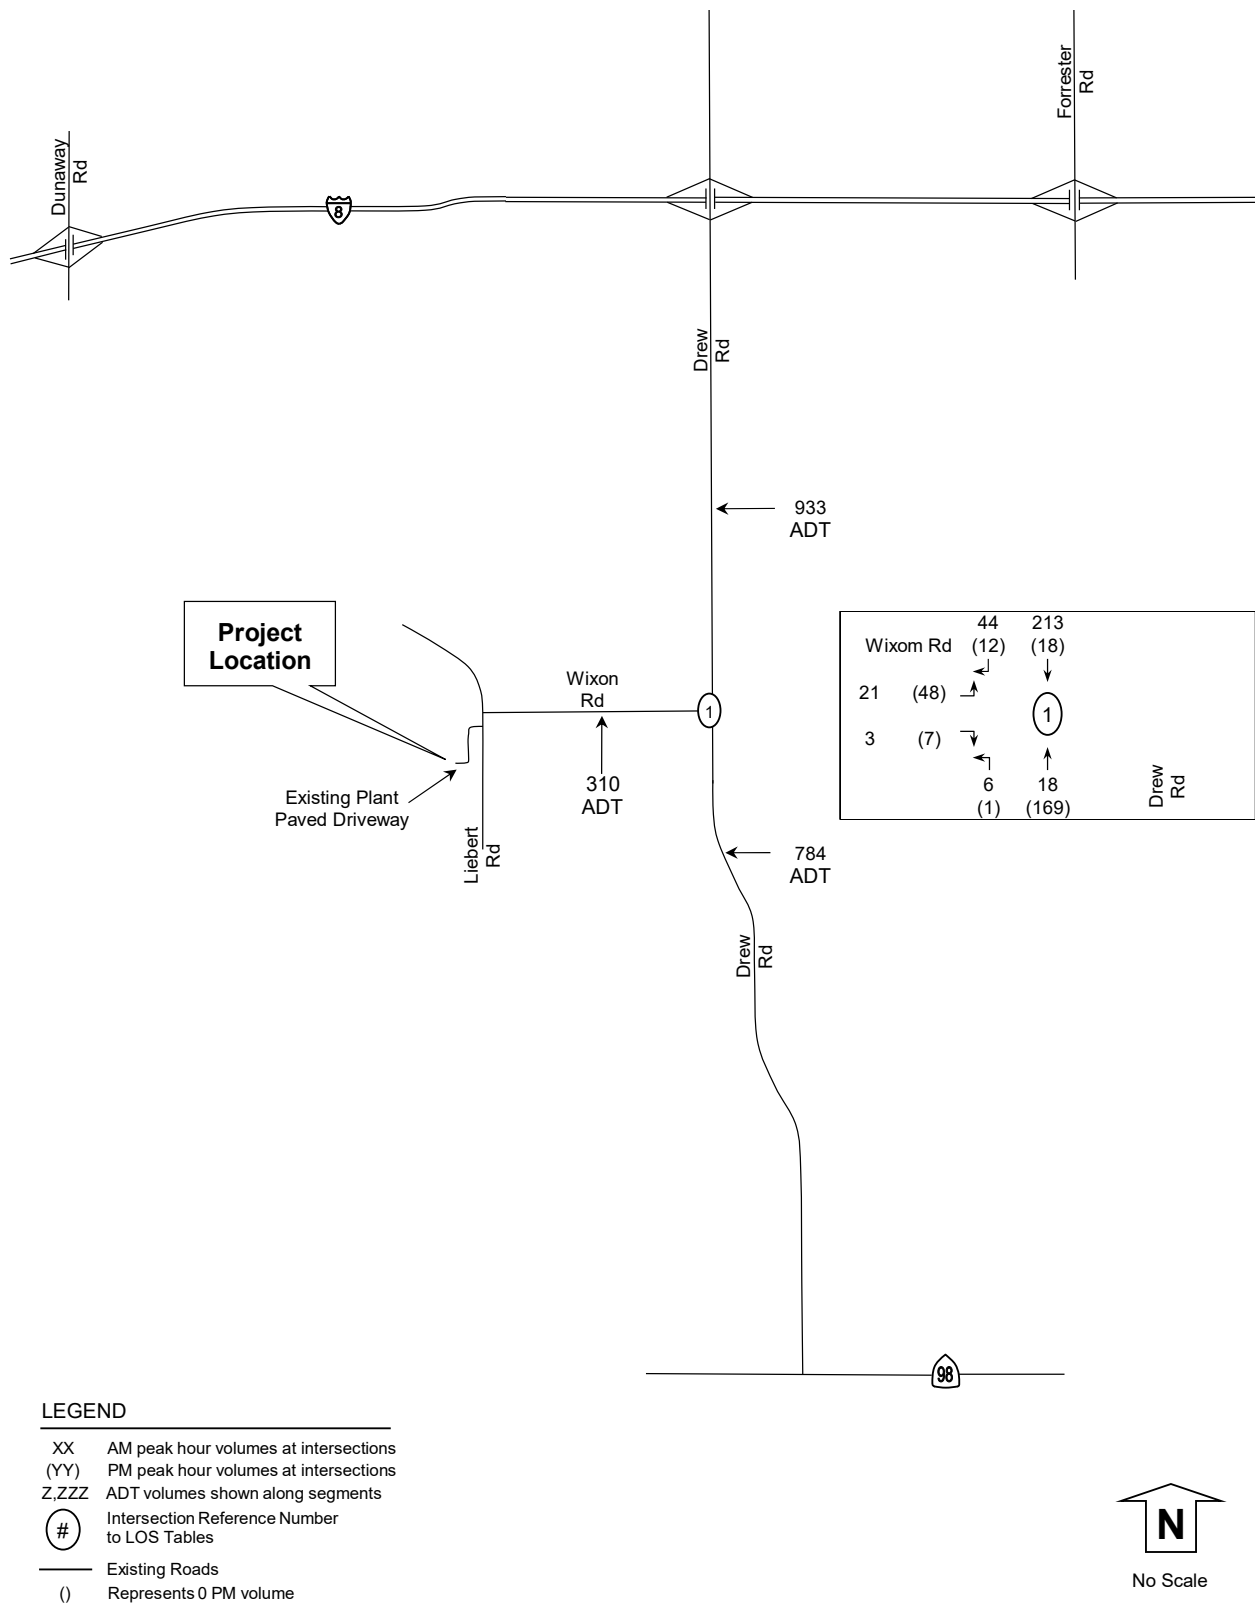 Forrester
Rd
Dunaway
Rd
8
Drew
Rd
933
ADT
Project
Location
Wixon
Rd
1
310
ADT
Existing Plant
Paved Driveway
Liebert
Rd
784
ADT
Drew
Rd
44 213
Wixom Rd (12) (18)
21 (48)
1
3 (7)
6 18
(1) (169)
Drew
Rd
98
LEGEND
XX AM peak hour volumes at intersections
(YY) PM peak hour volumes at intersections
Z,ZZZ ADT volumes shown along segments
# Intersection Reference Number
to LOS Tables
Existing Roads
() Represents 0 PM volume
N
No Scale